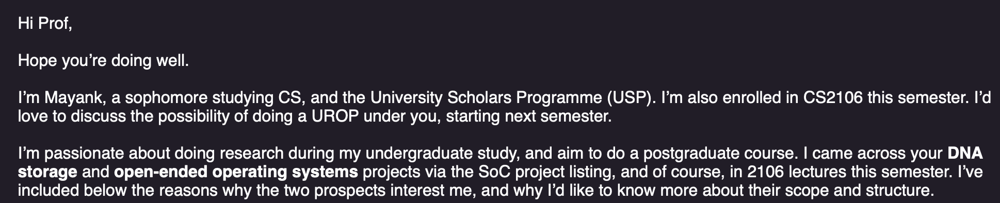 Hi Prof,
Hope you’re doing well.
I’m Mayank, a sophomore studying CS, and the University Scholars Programme (USP). I’m also enrolled in CS2106 this semester. I’d
love to discuss the possibility of doing a UROP under you, starting next semester.
I’m passionate about doing research during my undergraduate study, and aim to do a postgraduate course. I came across your DNA
storage and open-ended operating systems projects via the SoC project listing, and of course, in 2106 lectures this semester. I’ve
included below the reasons why the two prospects interest me, and why I’d like to know more about their scope and structure.